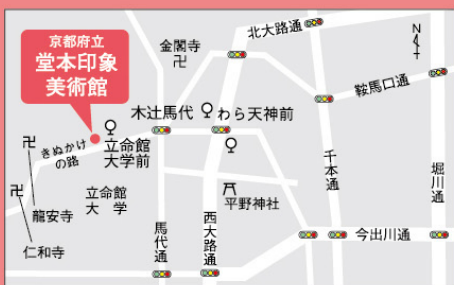 京都府立
堂本印象
美術館
金閣寺
卍
北大路通
N
鞍馬口通
木辻馬代
わら天神前
きぬかけ
の路
立命館
大学前
卍
卍
立命館
大学
龍安寺
仁和寺
平野神社
馬代通
西大路通
千本通
堀川通
今出川通